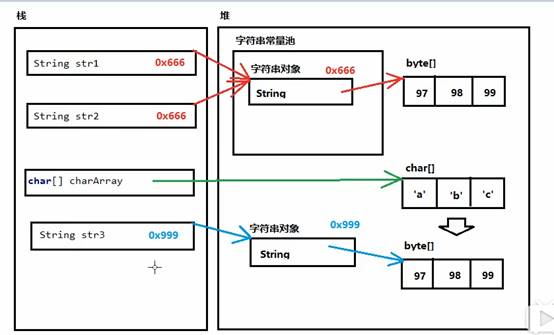 栈
堆
字符串常量池
String str1 0x666
字符串对象 0x666
byte[]
String
97 98 99
String str2 0x666
char[]
char[] charArray
'a' 'b' 'c'
字符串对象 0x999
String str3 0x999
byte[]
String
97 98 99